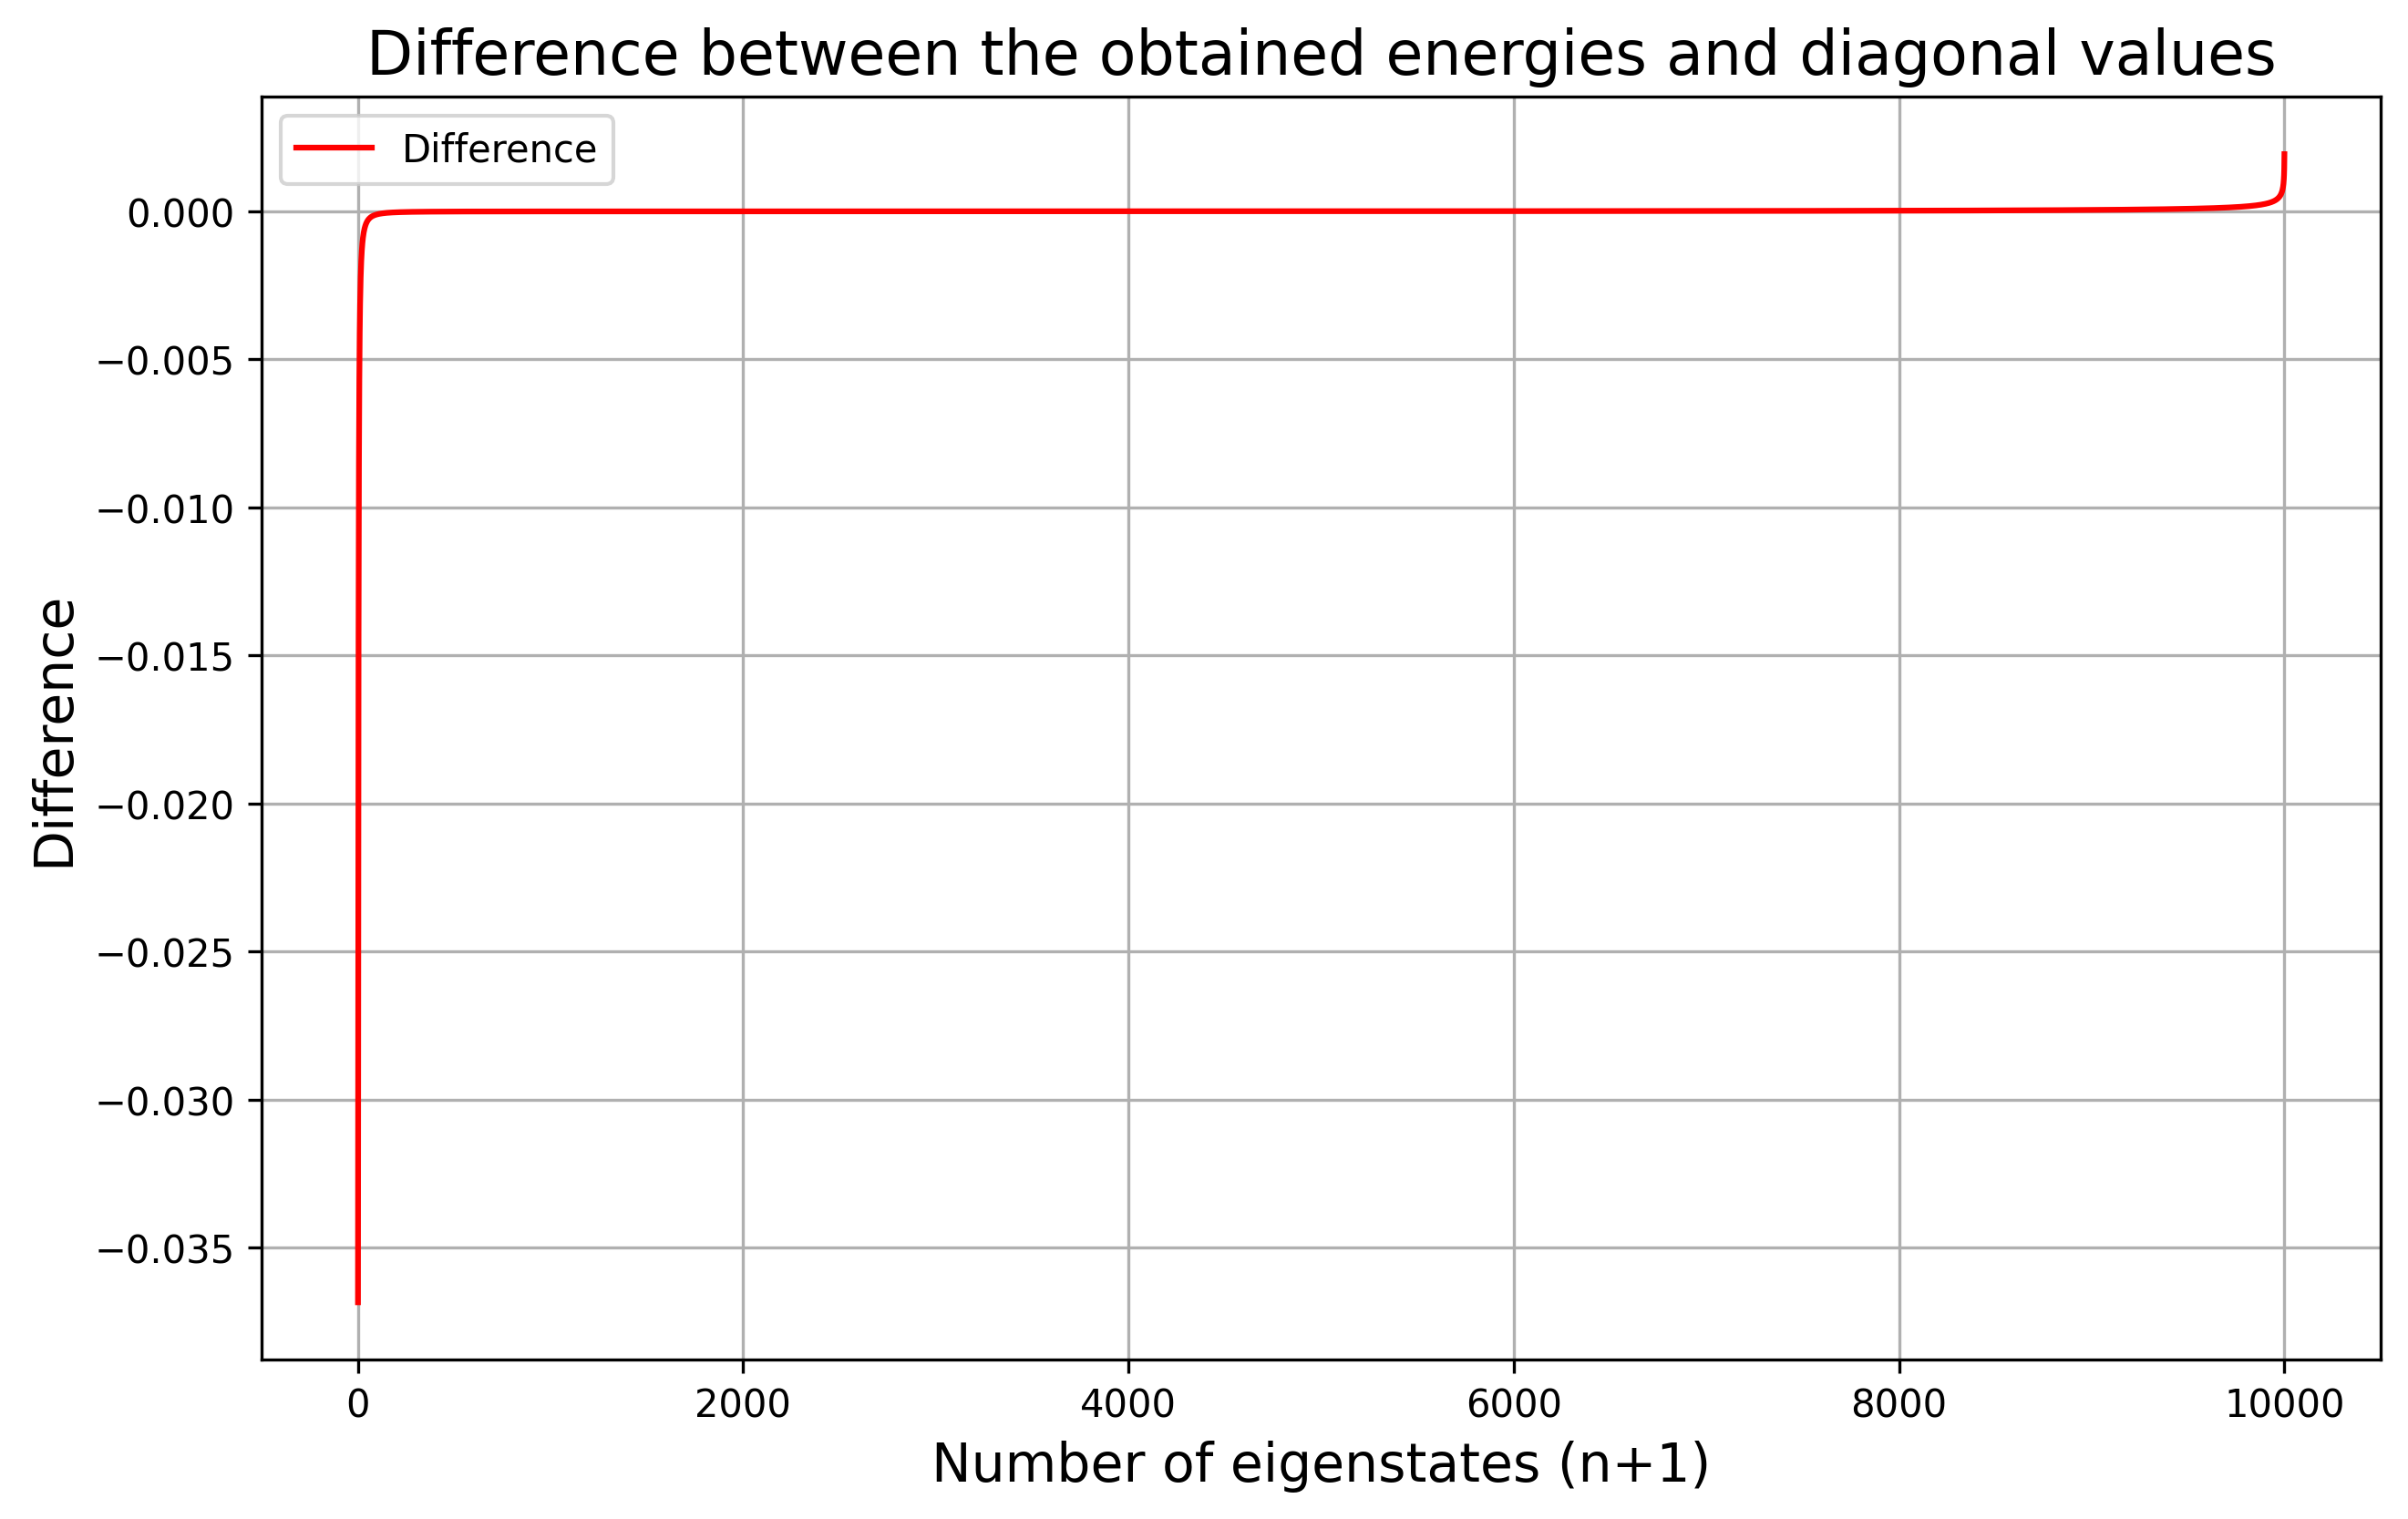 Difference between the obtained energies and diagonal values
Difference
0.000
−0.005
−0.010
−0.015
−0.020
−0.025
−0.030
−0.035
Difference
0 2000 4000 6000 8000 10000
Number of eigenstates (n+1)